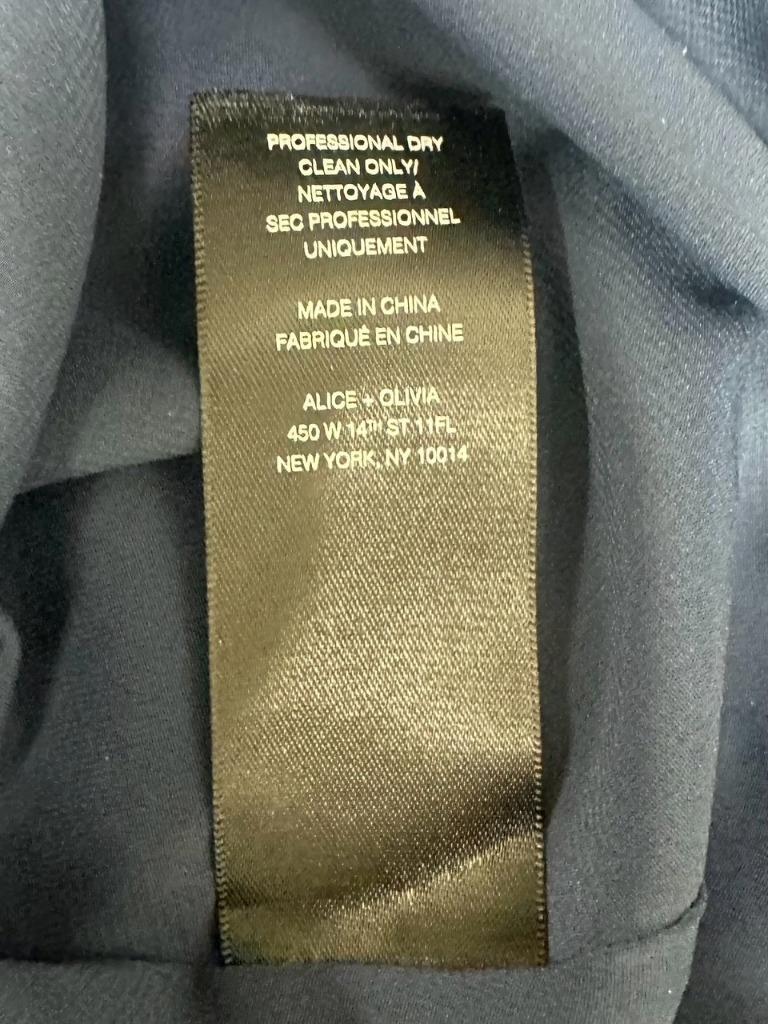 PROFESSIONAL DRY
CLEAN ONLY/
NETTOYAGE À
SEC PROFESSIONNEL
UNIQUEMENT
MADE IN CHINA
FABRIQUÉ EN CHINE
ALICE + OLIVIA
450 W 14TH ST 11FL
NEW YORK, NY 10014